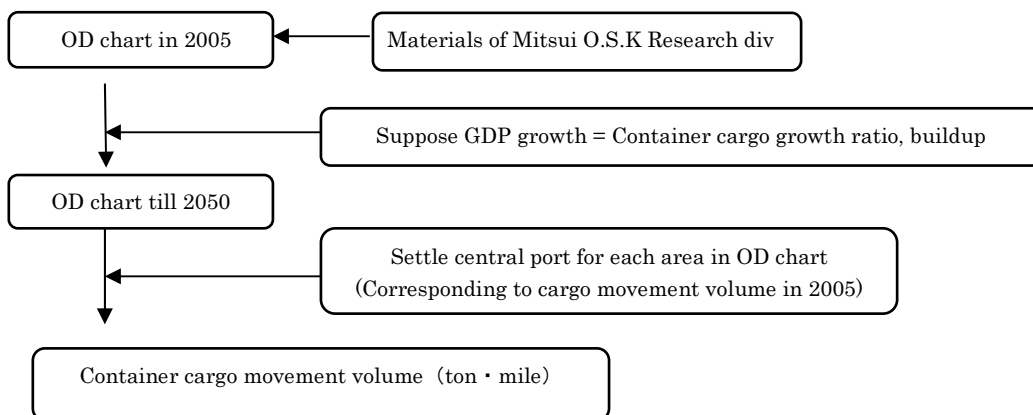 OD chart in 2005
Materials of Mitsui O.S.K Research div
Suppose GDP growth = Container cargo growth ratio, buildup
OD chart till 2050
Settle central port for each area in OD chart
(Corresponding to cargo movement volume in 2005)
Container cargo movement volume（ton・mile）